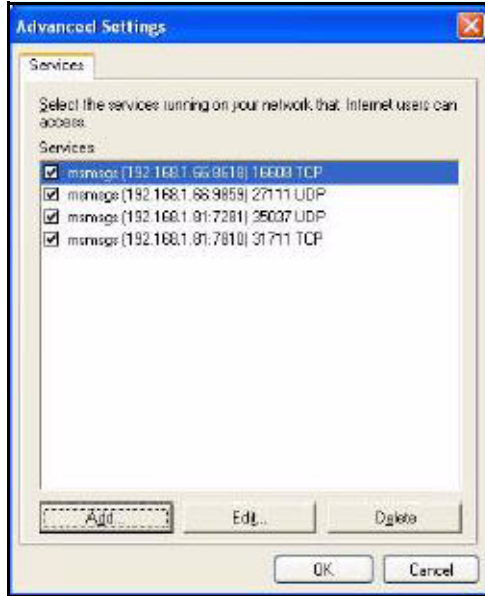 Advanced Settings
Services
Select the services running on your network that Internet users can
access.
Services
msmsgs (192.168.1.66:9618) 16608 TCP
msmsgs (192.168.1.66:9859) 27111 UDP
msmsgs (192.168.1.81:7281) 35037 UDP
msmsgs (192.168.1.81:7810) 31711 TCP
Add...
Edit...
Delete
OK
Cancel